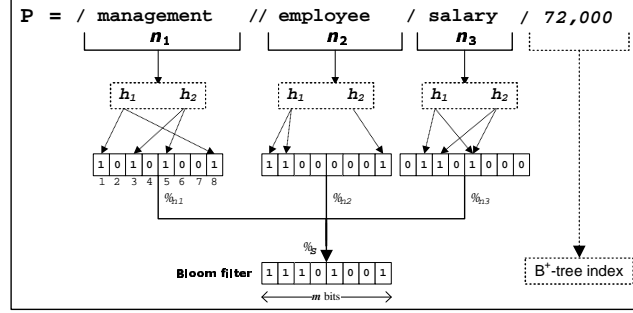 P = / management // employee / salary / 72,000
n1 n2 n3
h1 h2 h1 h2 h1 h2
1 0 1 0 1 0 0 1 1 1 0 0 0 0 0 1 0 1 1 0 1 0 0 0
1 2 3 4 5 6 7 8
%n1 %n2 %n3
%s
Bloom filter 1 1 1 0 1 0 0 1 B+-tree index
m bits